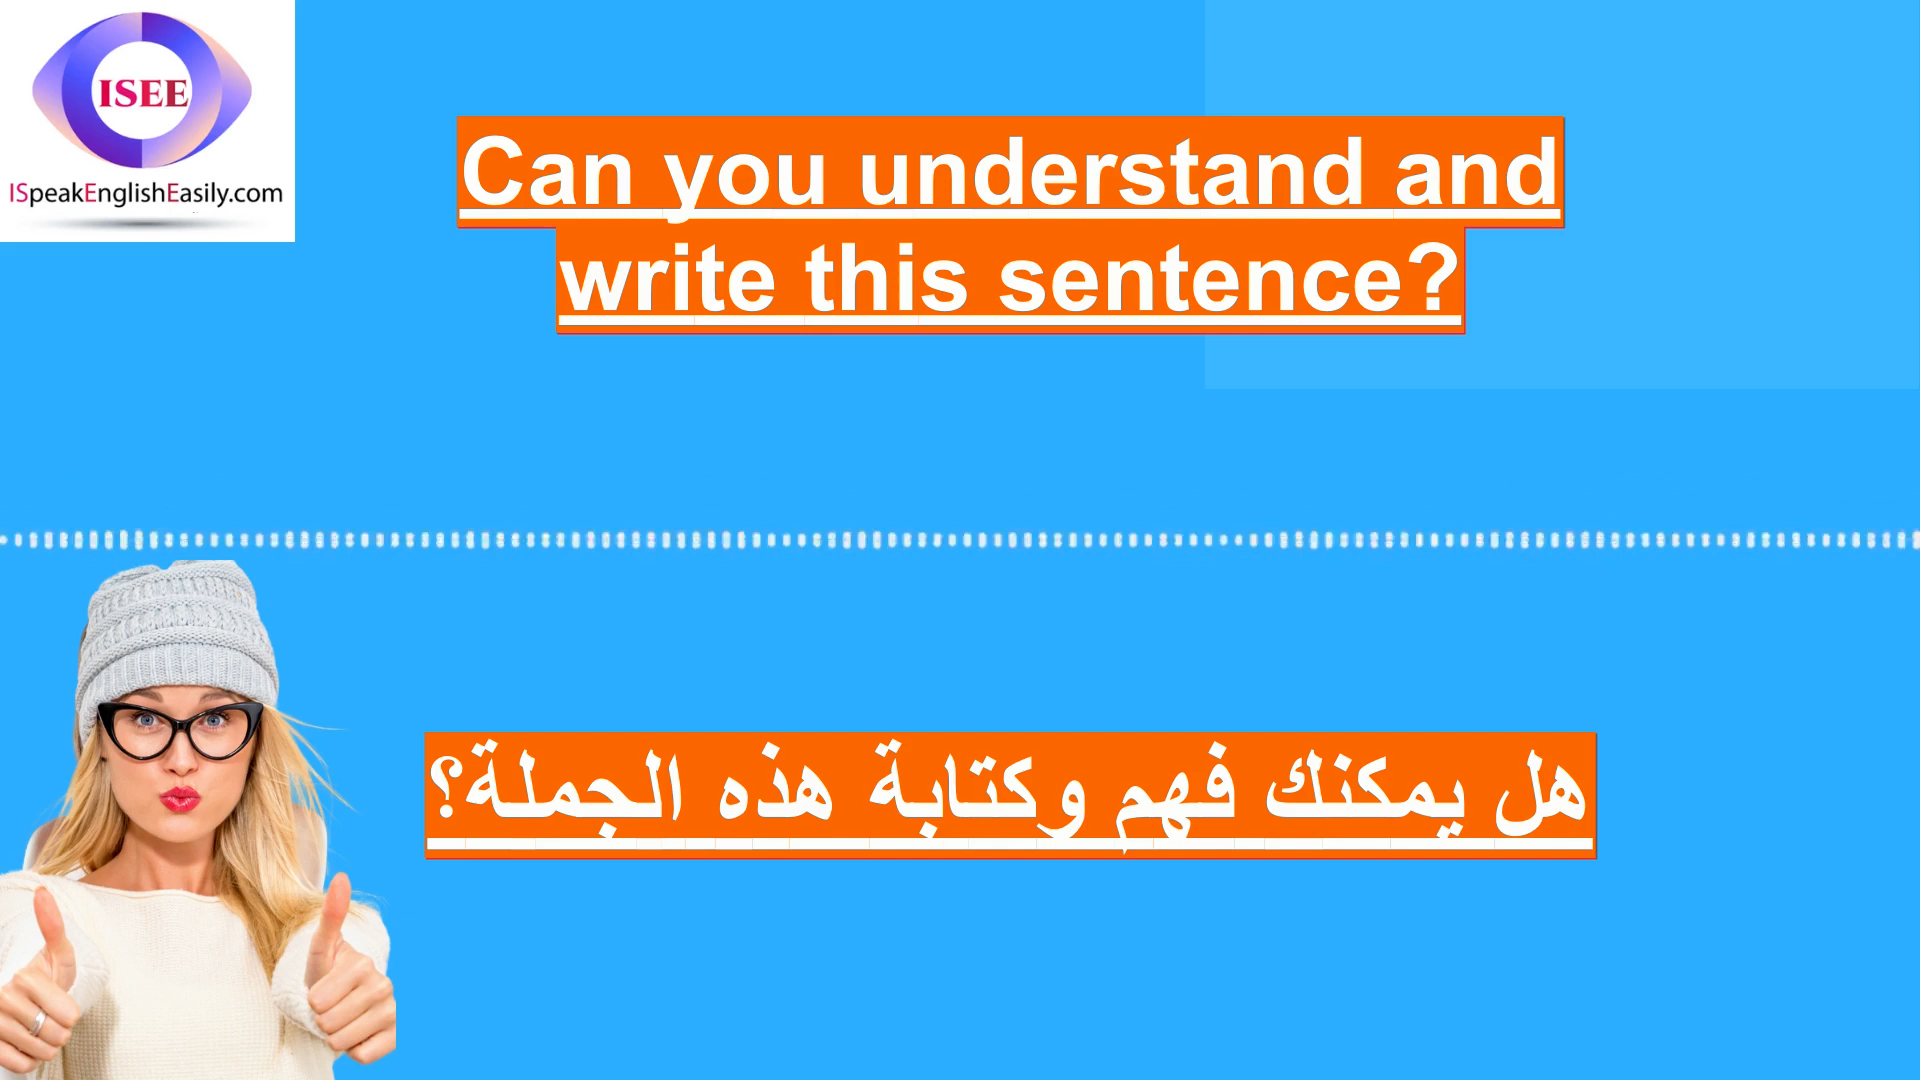 ISEE
ISpeakEnglishEasily.com
Can you understand and
write this sentence?
هل يمكنك فهم وكتابة هذه الجملة؟